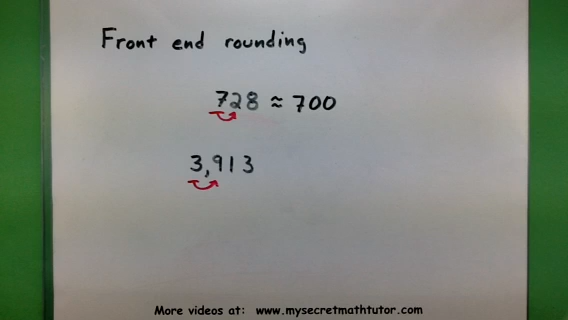 Front end rounding
728 ≈ 700
3,913
More videos at: www.mysecretmathtutor.com